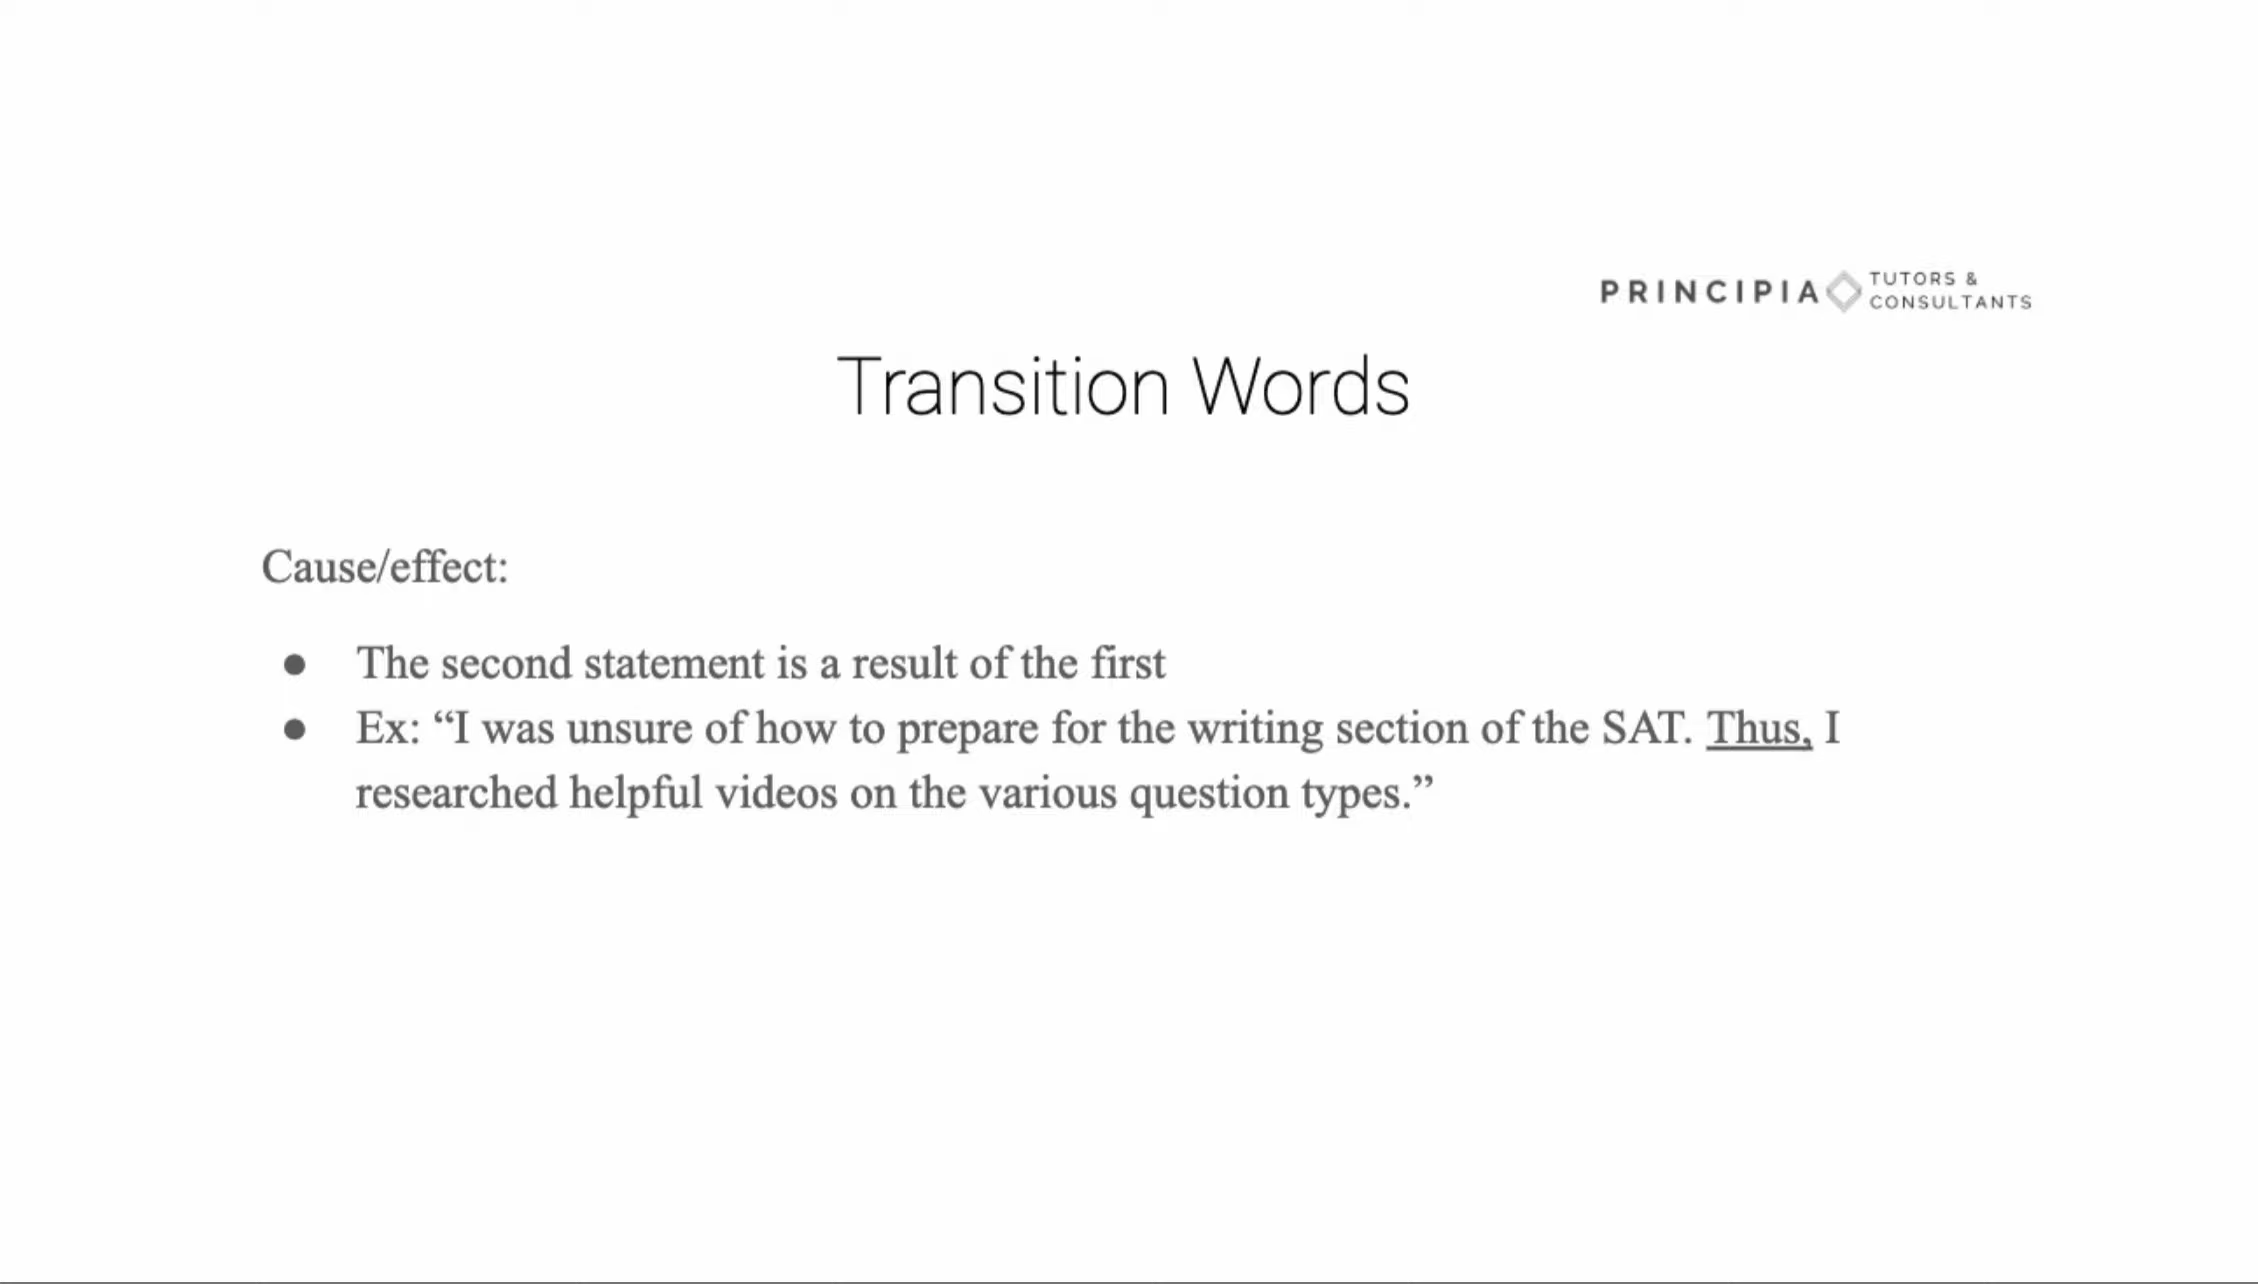 PRINCIPIA TUTORS &
CONSULTANTS
Transition Words
Cause/effect:
● The second statement is a result of the first
● Ex: “I was unsure of how to prepare for the writing section of the SAT. Thus, I
researched helpful videos on the various question types.”